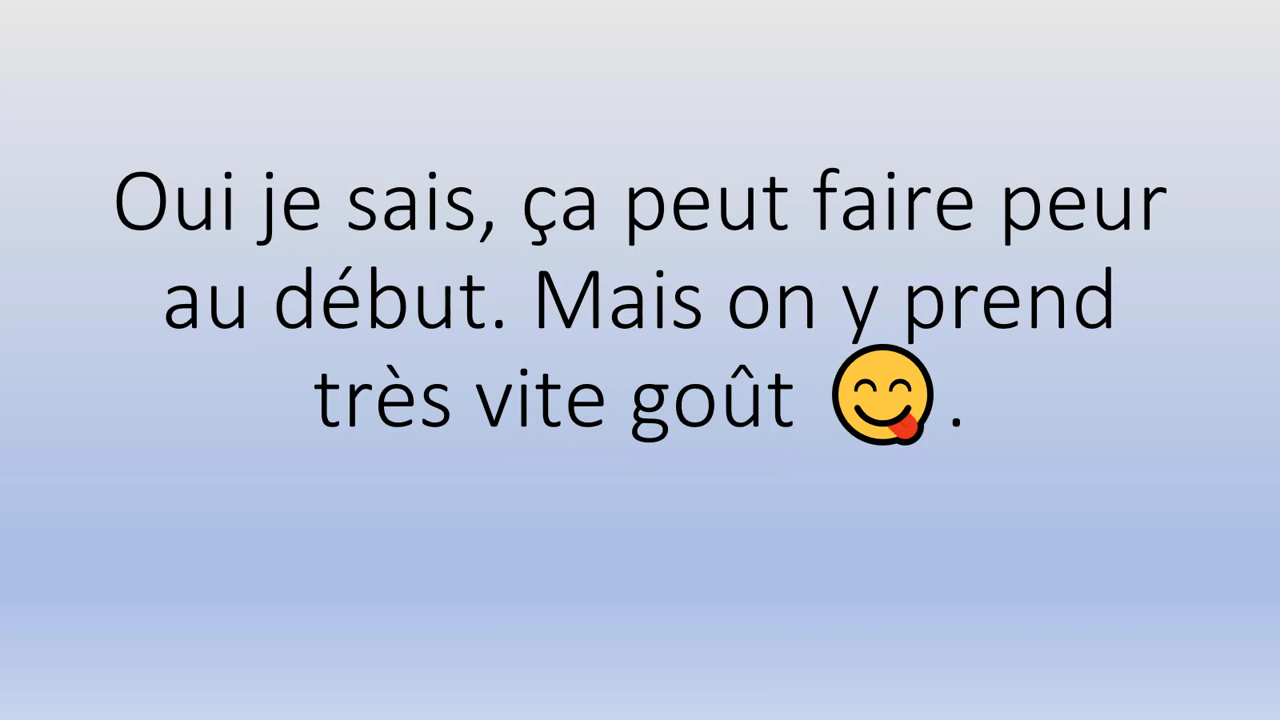 Oui je sais, ça peut faire peur
au début. Mais on y prend
très vite goût 😋.